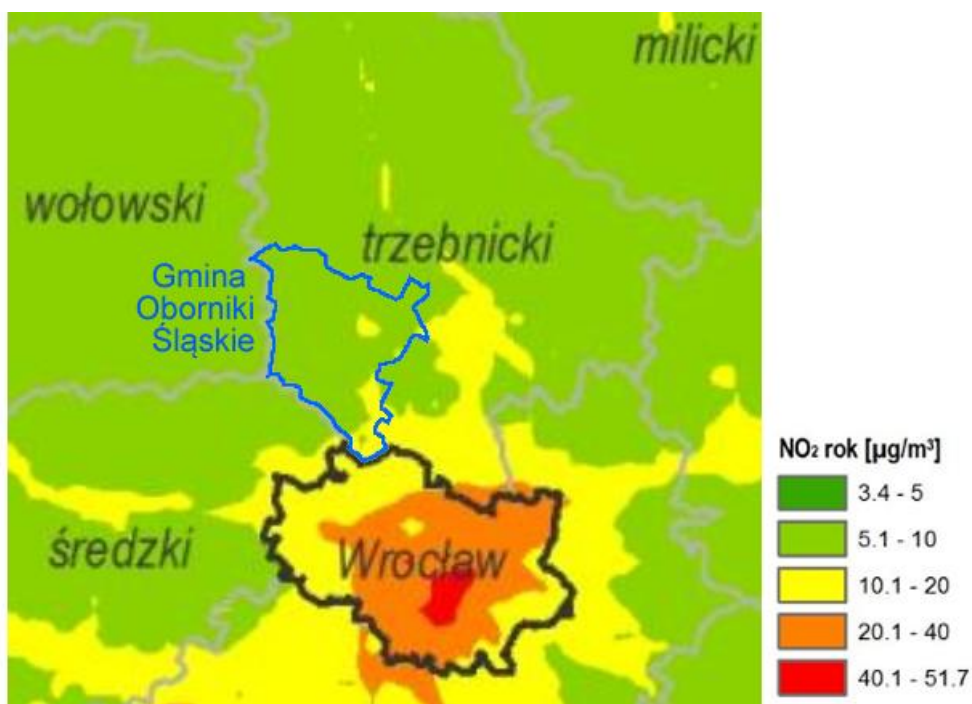 milicki
wołowski
trzebnicki
Gmina
Oborniki
Śląskie
średzki
Wrocław
NO₂ rok [µg/m³]
3.4 - 5
5.1 - 10
10.1 - 20
20.1 - 40
40.1 - 51.7